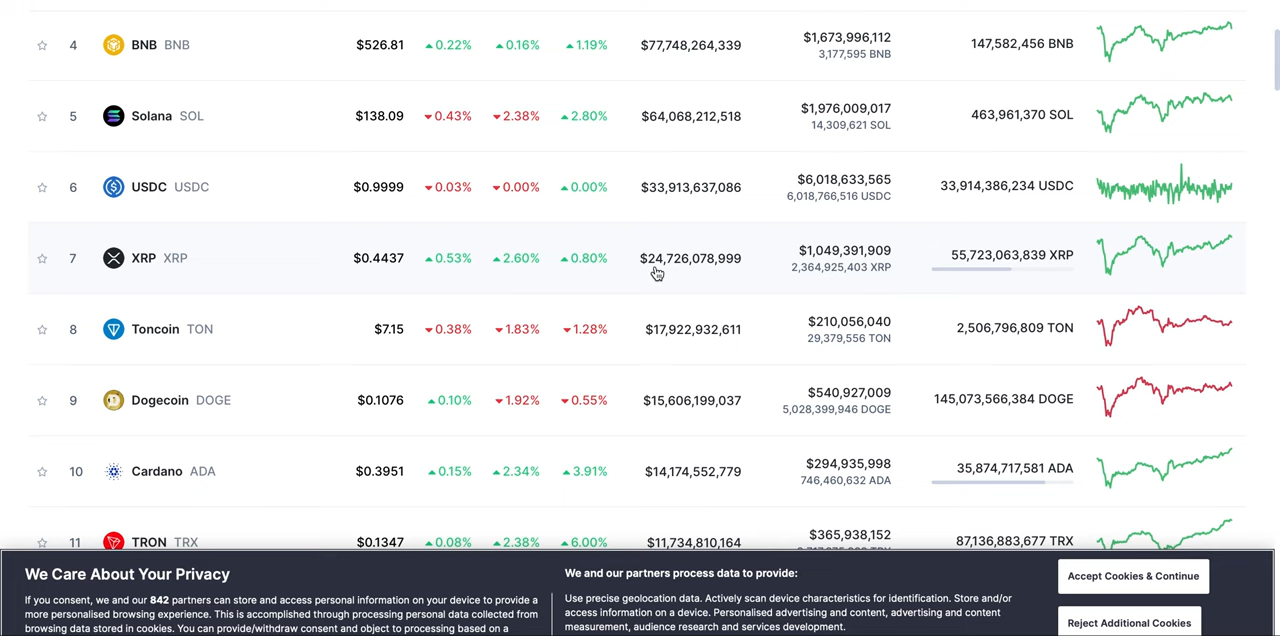 4 BNB BNB $526.81 0.22% 0.16% 1.19% $77,748,264,339 $1,673,996,112 147,582,456 BNB
3,177,595 BNB
5 Solana SOL $138.09 0.43% 2.38% 2.80% $64,068,212,518 $1,976,009,017 463,961,370 SOL
14,309,621 SOL
6 USDC USDC $0.9999 0.03% 0.00% 0.00% $33,913,637,086 $6,018,633,565 33,914,386,234 USDC
6,018,766,516 USDC
7 XRP XRP $0.4437 0.53% 2.60% 0.80% $24,726,078,999 $1,049,391,909 55,723,063,839 XRP
2,364,925,403 XRP
8 Toncoin TON $7.15 0.38% 1.83% 1.28% $17,922,932,611 $210,056,040 2,506,796,809 TON
29,379,556 TON
9 Dogecoin DOGE $0.1076 0.10% 1.92% 0.55% $15,606,199,037 $540,927,009 145,073,566,384 DOGE
5,028,399,946 DOGE
10 Cardano ADA $0.3951 0.15% 2.34% 3.91% $14,174,552,779 $294,935,998 35,874,717,581 ADA
746,460,632 ADA
11 TRON TRX $0.1347 0.08% 2.38% 6.00% $11,734,810,164 $365,938,152 87,136,883,677 TRX
We Care About Your Privacy
If you consent, we and our 842 partners can store and access personal information on your device to provide a
more personalised browsing experience. This is accomplished through processing personal data collected from
browsing data stored in cookies. You can provide/withdraw consent and object to processing based on a
We and our partners process data to provide:
Use precise geolocation data. Actively scan device characteristics for identification. Store and/or
access information on a device. Personalised advertising and content, advertising and content
measurement, audience research and services development.
Accept Cookies & Continue
Reject Additional Cookies